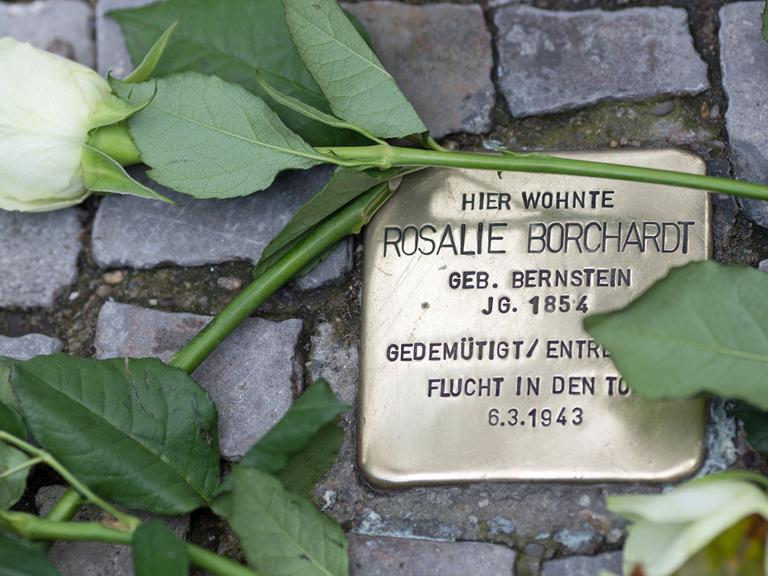 HIER WOHNTE
ROSALIE BORCHARDT
GEB. BERNSTEIN
JG. 1854
GEDEMÜTIGT/
FLUCHT IN DEN
6.3.1943